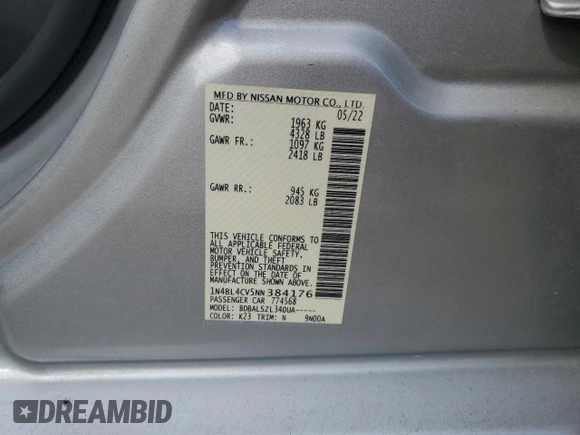 MFD BY NISSAN MOTOR CO., LTD.
DATE: 05/22
GVWR: 1963 KG
4328 LB
GAWR FR.: 1097 KG
2418 LB
GAWR RR.: 945 KG
2083 LB
THIS VEHICLE CONFORMS TO
ALL APPLICABLE FEDERAL
MOTOR VEHICLE SAFETY,
BUMPER, AND THEFT
PREVENTION STANDARDS IN
EFFECT ON THE DATE OF
MANUFACTURE SHOWN ABOVE.
1N4BL4CV5NN384176
PASSENGER CAR 774568
MODEL: BDBALSZL34DUA------
COLOR: K23 TRIM: N 9N00A
DREAMBID